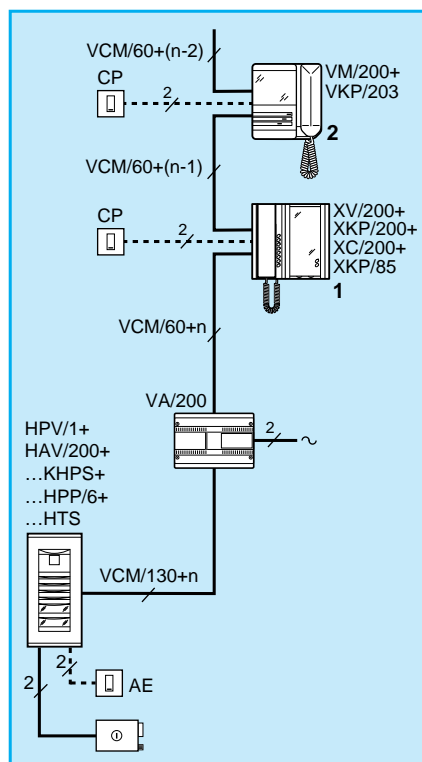 VCM/60+(n-2)
CP
2
VM/200+
VKP/203
2
VCM/60+(n-1)
CP
2
XV/200+
XKP/200+
XC/200+
XKP/85
1
VCM/60+n
VA/200
2
HPV/1+
HAV/200+
...KHPS+
...HPP/6+
...HTS
VCM/130+n
2
2
AE